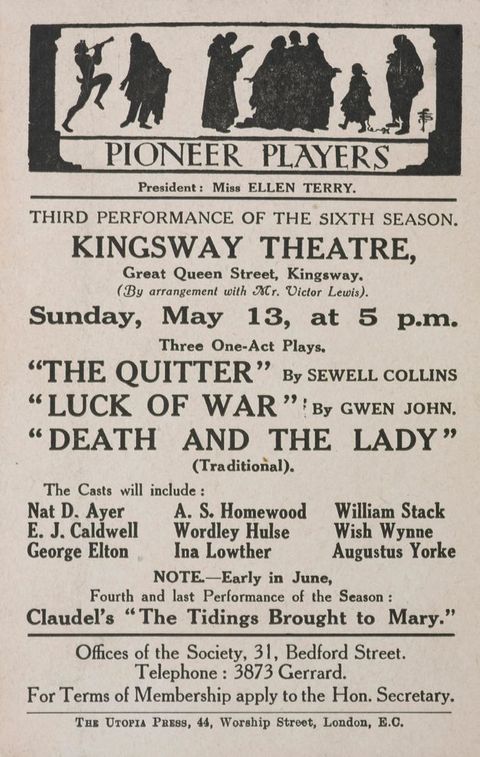 PIONEER PLAYERS
President: Miss ELLEN TERRY.
THIRD PERFORMANCE OF THE SIXTH SEASON.
KINGSWAY THEATRE,
Great Queen Street, Kingsway.
(By arrangement with Mr. Victor Lewis).
Sunday, May 13, at 5 p.m.
Three One-Act Plays.
"THE QUITTER" By SEWELL COLLINS
"LUCK OF WAR" By GWEN JOHN.
"DEATH AND THE LADY"
(Traditional).
The Casts will include:
Nat D. Ayer A. S. Homewood William Stack
E. J. Caldwell Wordley Hulse Wish Wynne
George Elton Ina Lowther Augustus Yorke
NOTE.—Early in June,
Fourth and last Performance of the Season:
Claudel's "The Tidings Brought to Mary."
Offices of the Society, 31, Bedford Street.
Telephone: 3873 Gerrard.
For Terms of Membership apply to the Hon. Secretary.
THE UTOPIA PRESS, 44, Worship Street, London, E.C.